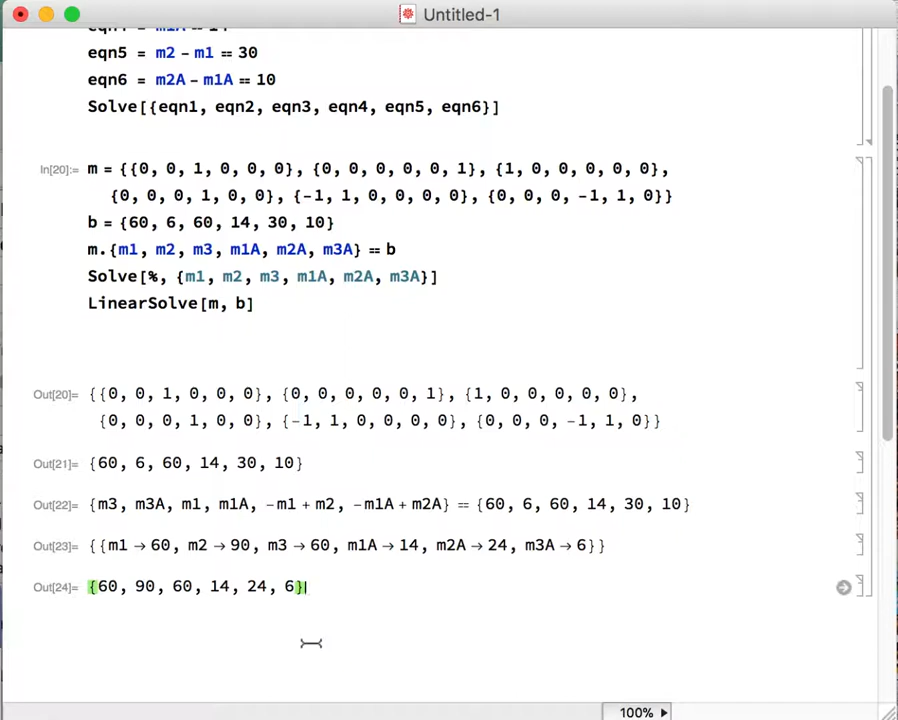 Untitled-1
eqn5 = m2 - m1 == 30
eqn6 = m2A - m1A == 10
Solve[{eqn1, eqn2, eqn3, eqn4, eqn5, eqn6}]
In[20]:= m = {{0, 0, 1, 0, 0, 0}, {0, 0, 0, 0, 0, 1}, {1, 0, 0, 0, 0, 0},
{0, 0, 0, 1, 0, 0}, {-1, 1, 0, 0, 0, 0}, {0, 0, 0, -1, 1, 0}}
b = {60, 6, 60, 14, 30, 10}
m.{m1, m2, m3, m1A, m2A, m3A} == b
Solve[%, {m1, m2, m3, m1A, m2A, m3A}]
LinearSolve[m, b]
Out[20]= {{0, 0, 1, 0, 0, 0}, {0, 0, 0, 0, 0, 1}, {1, 0, 0, 0, 0, 0},
{0, 0, 0, 1, 0, 0}, {-1, 1, 0, 0, 0, 0}, {0, 0, 0, -1, 1, 0}}
Out[21]= {60, 6, 60, 14, 30, 10}
Out[22]= {m3, m3A, m1, m1A, -m1 + m2, -m1A + m2A} == {60, 6, 60, 14, 30, 10}
Out[23]= {{m1 → 60, m2 → 90, m3 → 60, m1A → 14, m2A → 24, m3A → 6}}
Out[24]= {60, 90, 60, 14, 24, 6}
100%